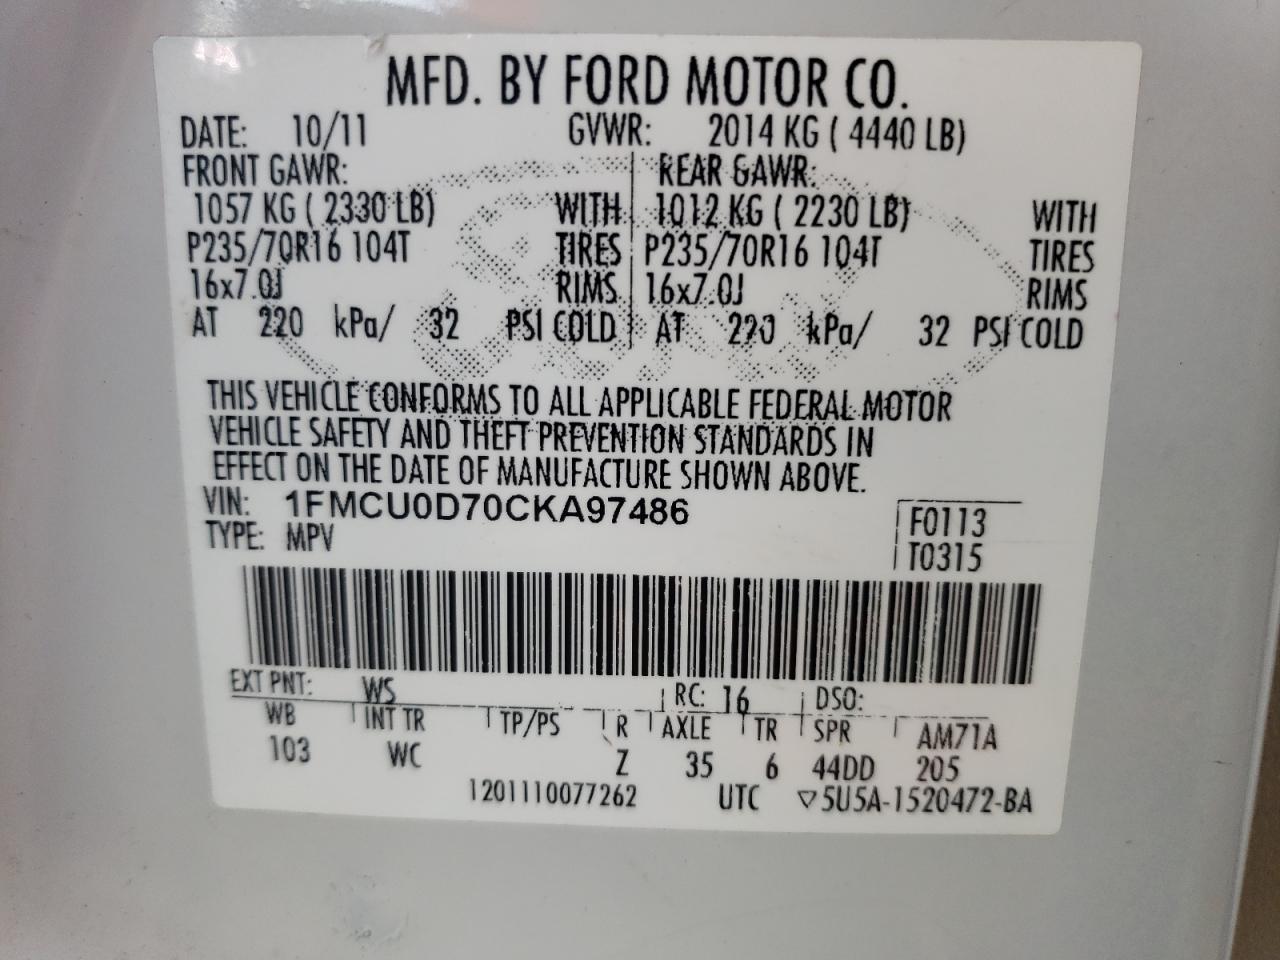 MFD. BY FORD MOTOR CO.
DATE: 10/11 GVWR: 2014 KG ( 4440 LB)
FRONT GAWR: REAR GAWR:
1057 KG ( 2330 LB) WITH 1012 KG ( 2230 LB) WITH
P235/70R16 104T TIRES P235/70R16 104T TIRES
16x7.0J RIMS 16x7.0J RIMS
AT 220 kPa/ 32 PSI COLD AT 220 kPa/ 32 PSI COLD
THIS VEHICLE CONFORMS TO ALL APPLICABLE FEDERAL MOTOR
VEHICLE SAFETY AND THEFT PREVENTION STANDARDS IN
EFFECT ON THE DATE OF MANUFACTURE SHOWN ABOVE.
VIN: 1FMCU0D70CKA97486
TYPE: MPV
F0113
T0315
EXT PNT: WS RC: 16 DSO:
WB INT TR TP/PS R AXLE TR SPR AM71A
103 WC Z 35 6 44DD 205
1201110077262 UTC ▽5U5A-1520472-BA